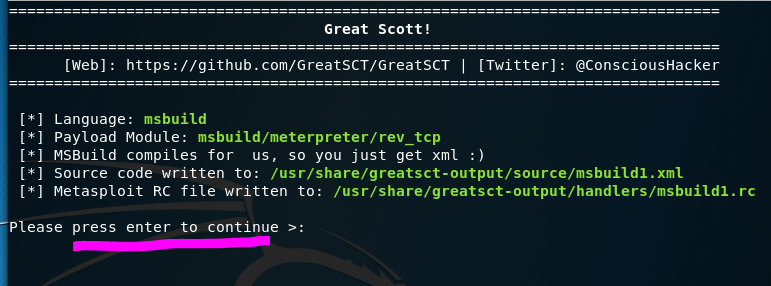 ===============================================================================
Great Scott!
===============================================================================
[Web]: https://github.com/GreatSCT/GreatSCT | [Twitter]: @ConsciousHacker
===============================================================================
[*] Language: msbuild
[*] Payload Module: msbuild/meterpreter/rev_tcp
[*] MSBuild compiles for  us, so you just get xml :)
[*] Source code written to: /usr/share/greatsct-output/source/msbuild1.xml
[*] Metasploit RC file written to: /usr/share/greatsct-output/handlers/msbuild1.rc
Please press enter to continue >: